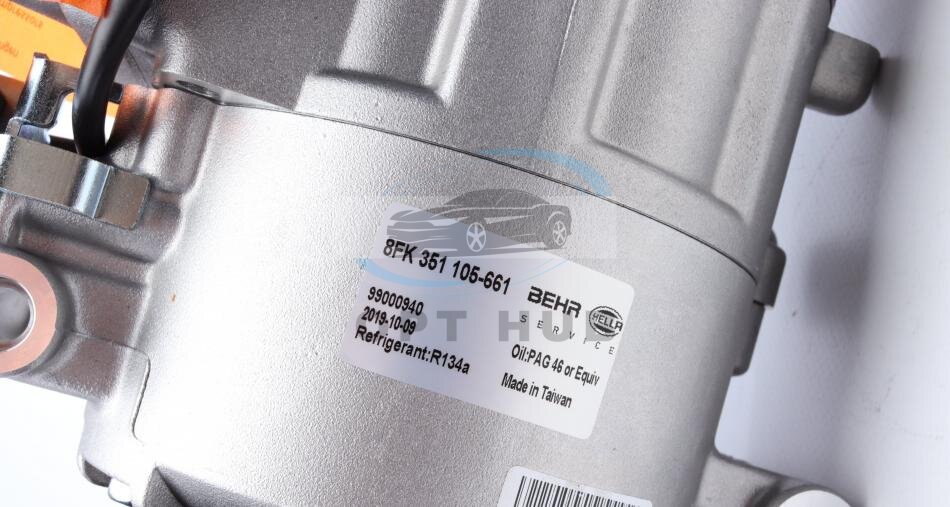 8FK 351 105-661
BEHR HELLA
SERVICE
99000940
2019-10-09
Refrigerant:R134a
Oil:PAG 46 or Equiv
Made in Taiwan